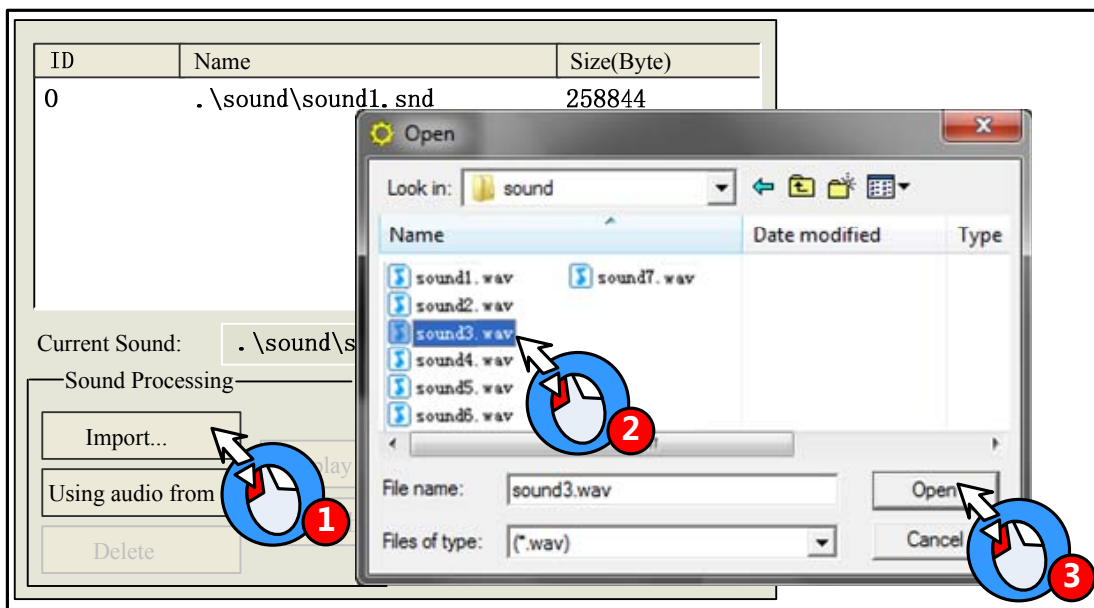 ID Name Size(Byte)
0 .\sound\sound1.snd 258844
Open
Look in: sound
Name Date modified Type
sound1.wav sound7.wav
sound2.wav
sound3.wav
sound4.wav
sound5.wav
sound6.wav
Current Sound: .\sound\s
Sound Processing
Import...
lay
Using audio from
Delete
File name: sound3.wav Open
Files of type: (*.wav) Cancel
1
2
3